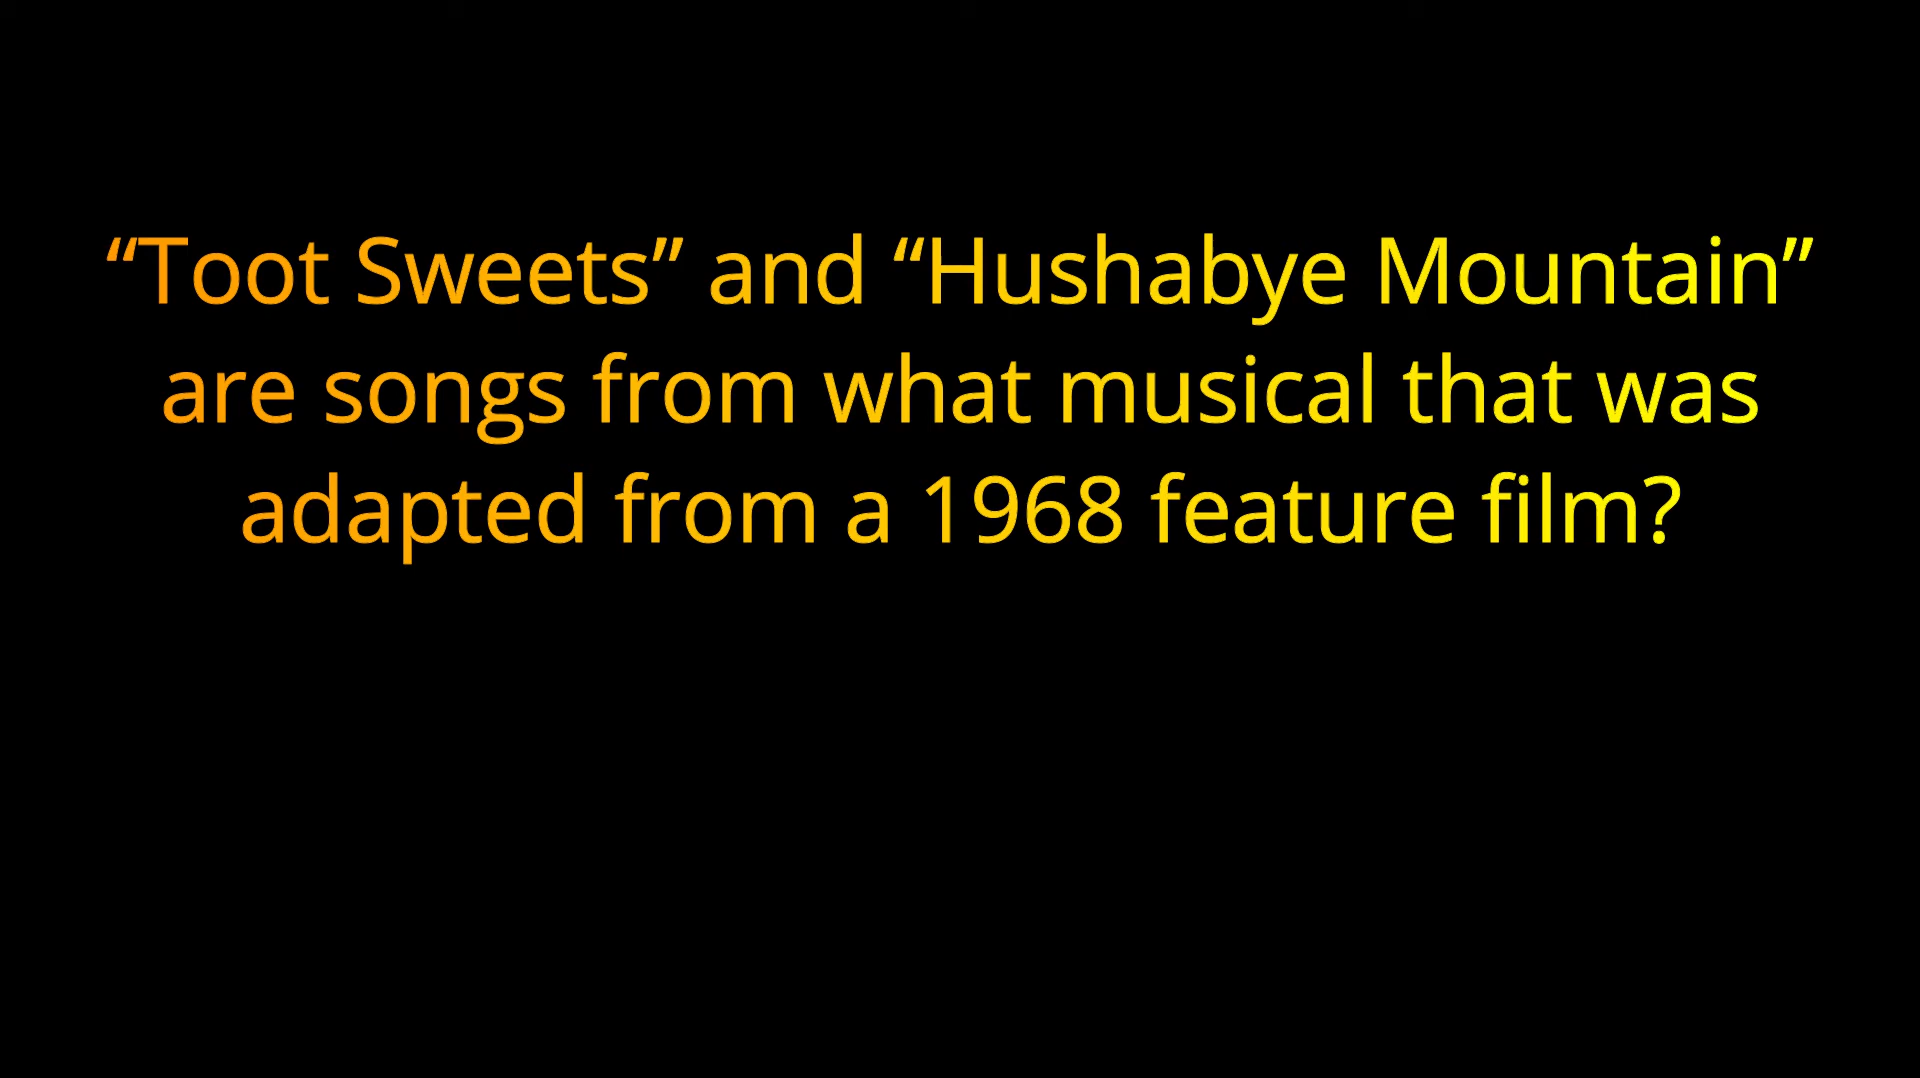 “Toot Sweets” and “Hushabye Mountain”
are songs from what musical that was
adapted from a 1968 feature film?